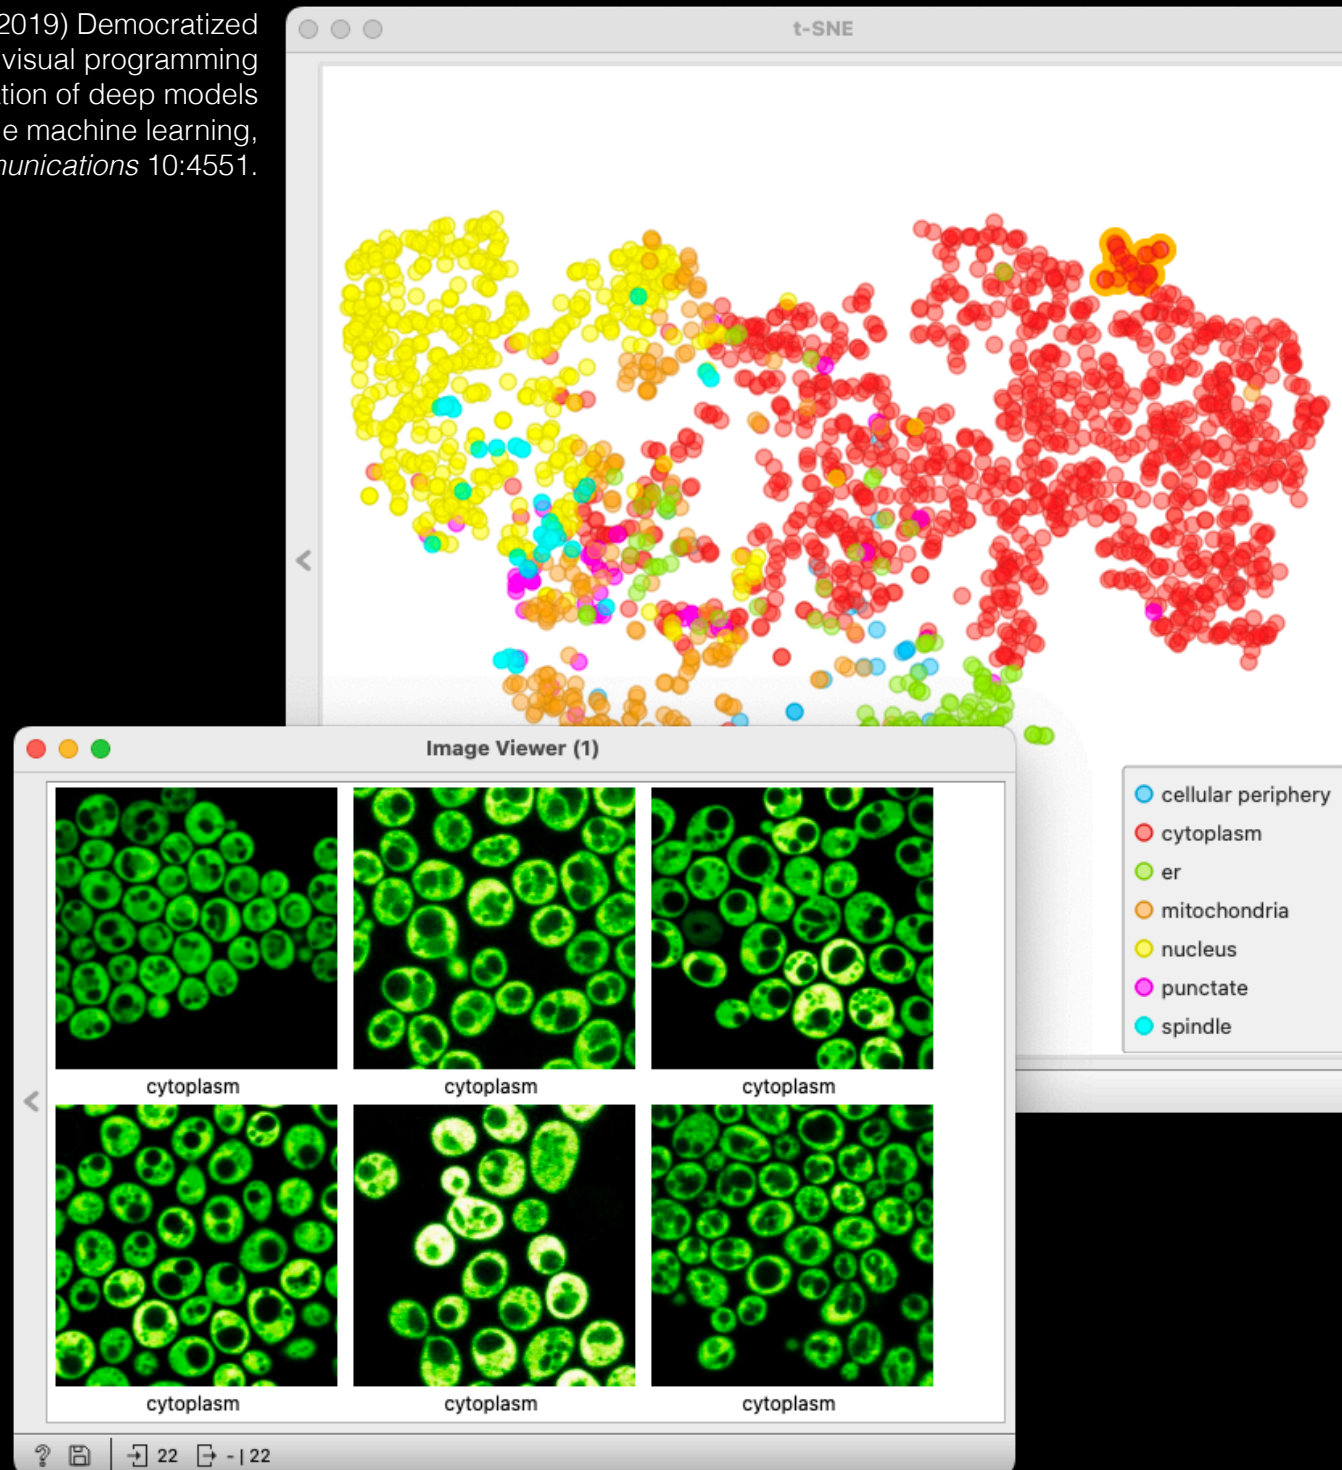 2019) Democratized
visual programming
tion of deep models
e machine learning,
munications 10:4551.
t-SNE
cellular periphery
cytoplasm
er
mitochondria
nucleus
punctate
spindle
Image Viewer (1)
cytoplasm cytoplasm cytoplasm
cytoplasm cytoplasm cytoplasm
? 22 - | 22